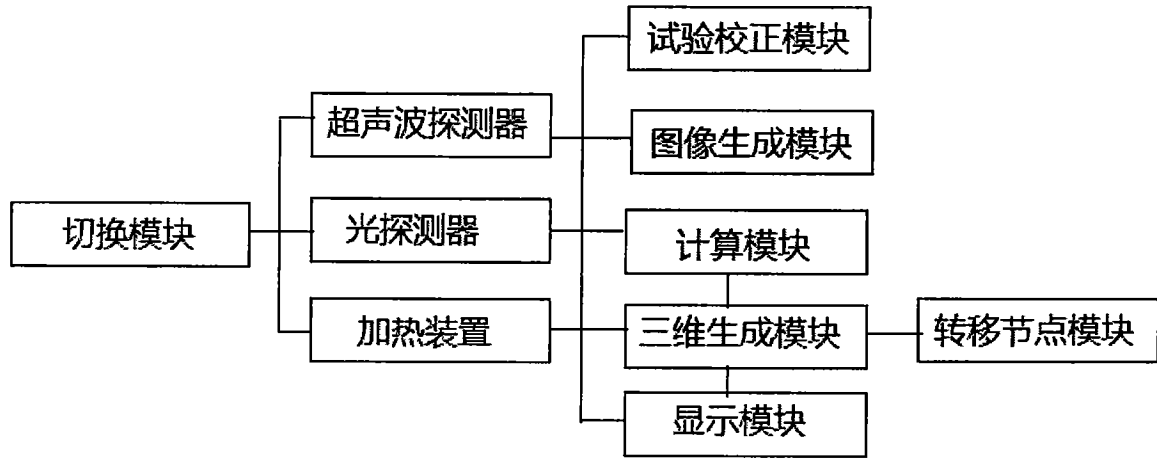 试验校正模块
超声波探测器
图像生成模块
切换模块
光探测器
计算模块
加热装置
三维生成模块
转移节点模块
显示模块